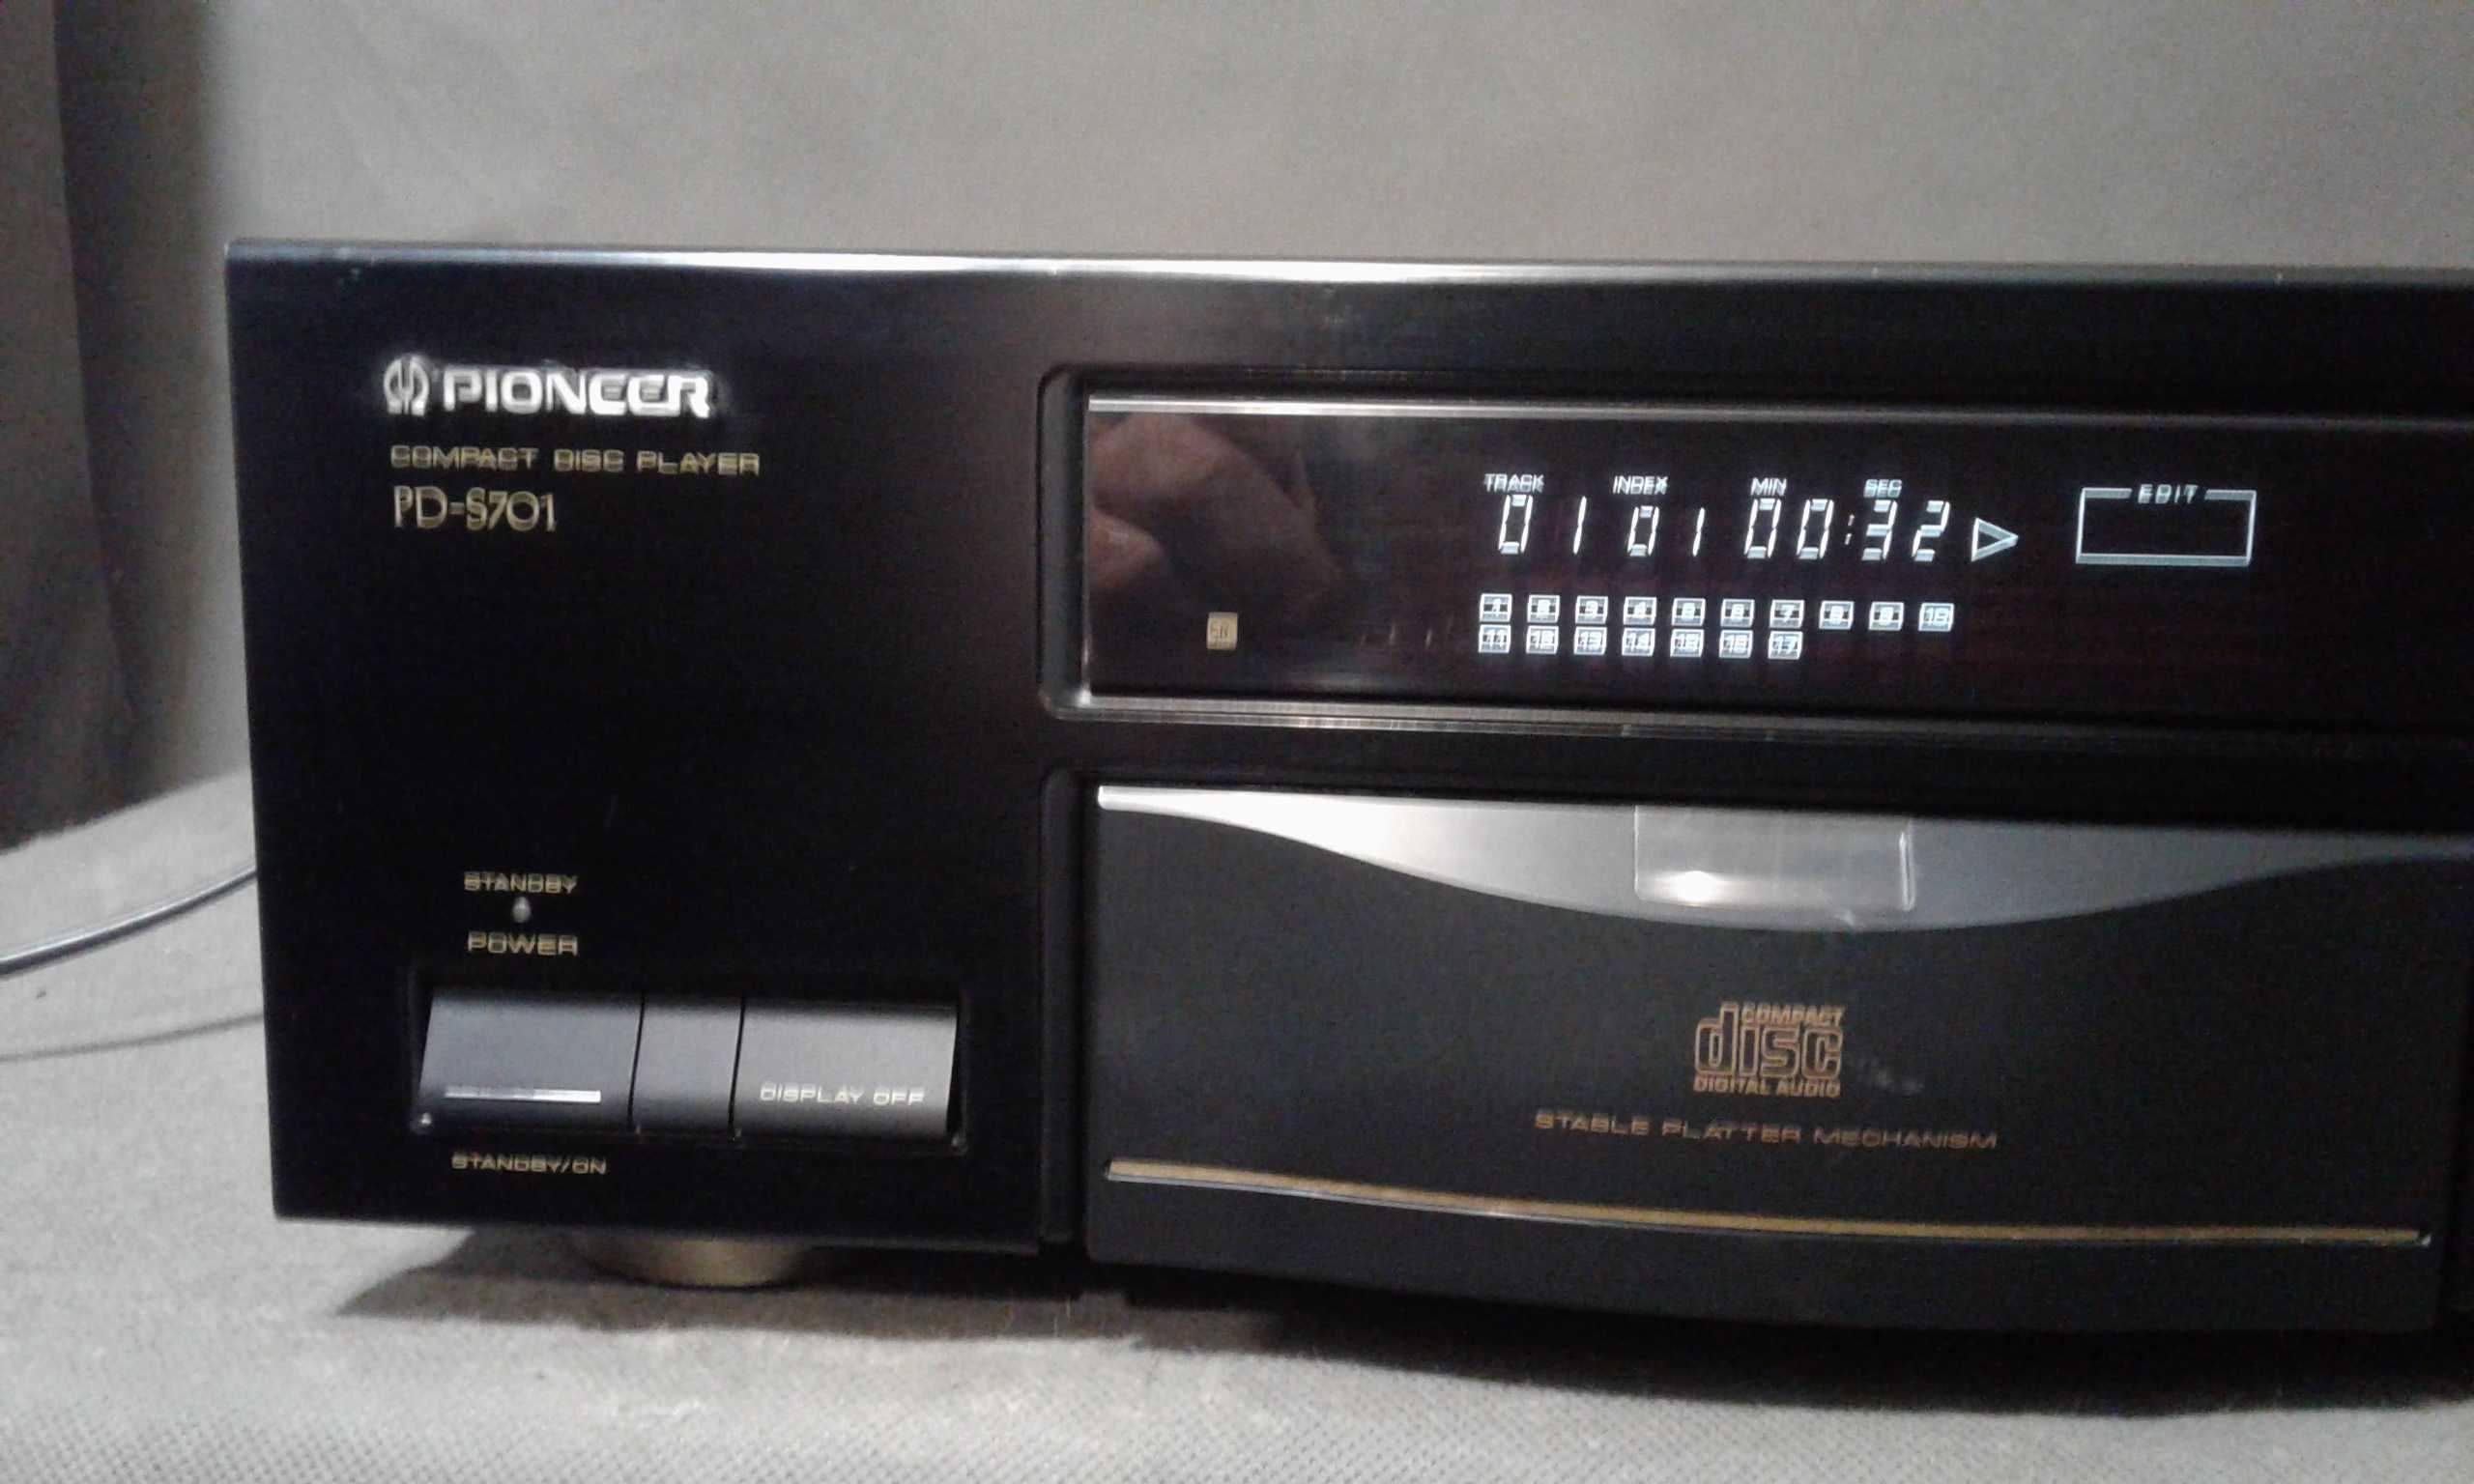 PIONEER
COMPACT DISC PLAYER
PD-S701
TRACK INDEX MIN SEC EDIT
01 01 00:32
1 2 3 4 5 6 7 8 9 10
11 12 13 14 15 16 17
STANDBY
POWER
DISPLAY OFF
STANDBY/ON
COMPACT
disc
DIGITAL AUDIO
STABLE PLATTER MECHANISM